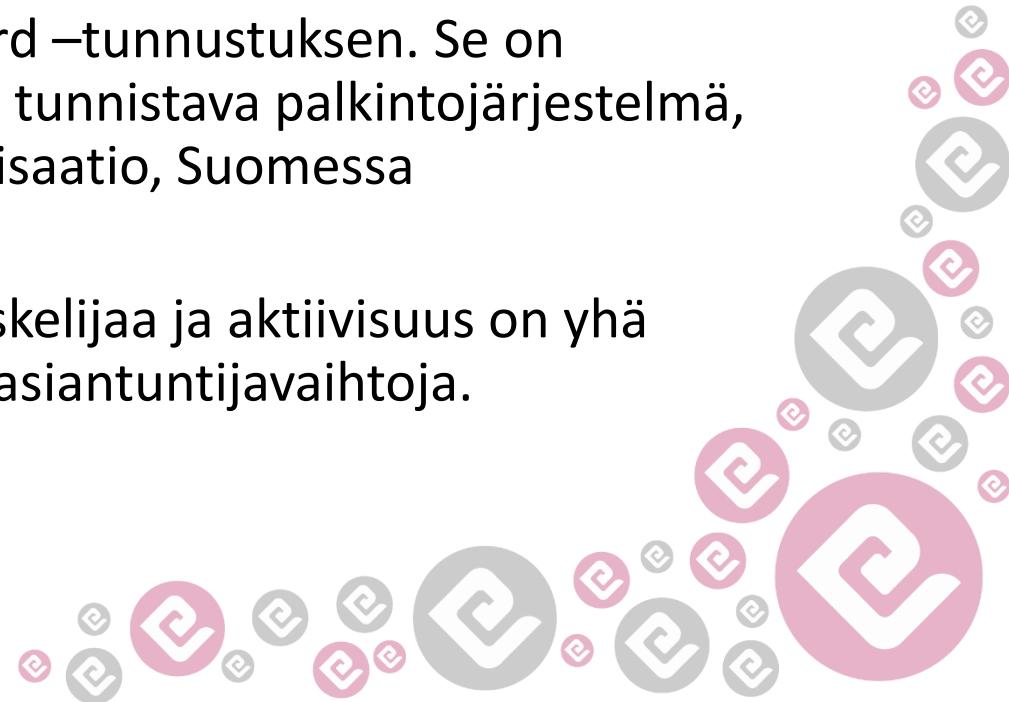 rd –tunnustuksen. Se on
tunnistava palkintojärjestelmä,
isaatio, Suomessa
skelijaa ja aktiivisuus on yhä
asiantuntijavaihtoja.